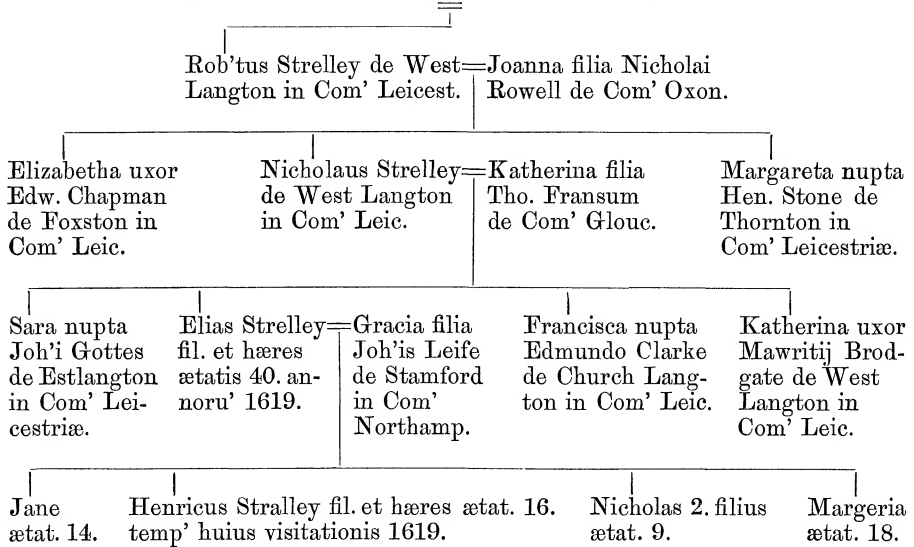 Rob'tus Strelley de West=Joanna filia Nicholai
Langton in Com' Leicest. Rowell de Com' Oxon.
Elizabetha uxor
Edw. Chapman
de Foxston in
Com' Leic.
Nicholaus Strelley=Katherina filia
de West Langton Tho. Fransum
in Com' Leic. de Com' Glouc.
Margareta nupta
Hen. Stone de
Thornton in
Com' Leicestriæ.
Sara nupta
Joh'i Gottes
de Estlangton
in Com' Lei-
cestriæ.
Elias Strelley=Gracia filia
fil. et hæres Joh'is Leife
ætatis 40. an- de Stamford
noru' 1619. in Com'
Northamp.
Francisca nupta
Edmundo Clarke
de Church Lang-
ton in Com' Leic.
Katherina uxor
Mawritij Brod-
gate de West
Langton in
Com' Leic.
Jane
ætat. 14.
Henricus Stralley fil. et hæres ætat. 16.
temp' huius visitationis 1619.
Nicholas 2. filius
ætat. 9.
Margeria
ætat. 18.